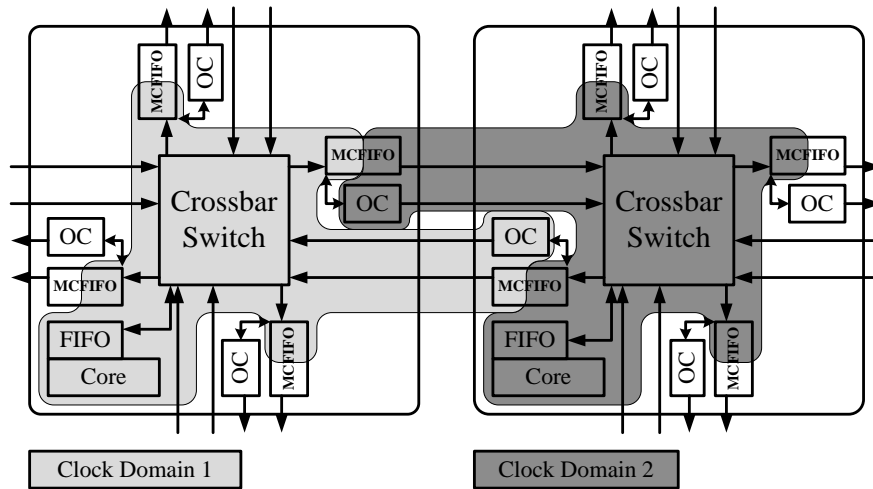 MCFIFO
OC
MCFIFO
OC
MCFIFO
OC
Crossbar
Switch
OC
MCFIFO
FIFO
Core
OC
MCFIFO
MCFIFO
OC
Crossbar
Switch
OC
MCFIFO
FIFO
Core
OC
MCFIFO
Clock Domain 1
Clock Domain 2